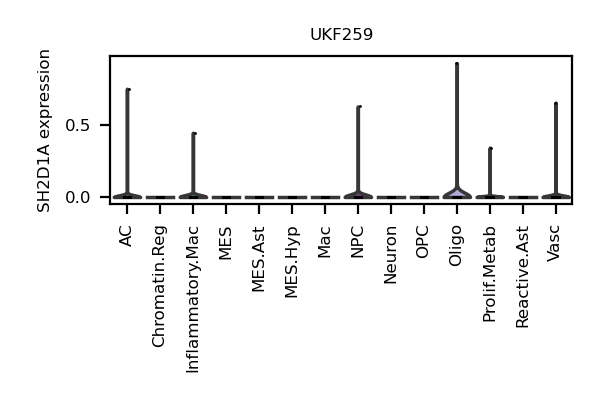 UKF259
SH2D1A expression
0.5
0.0
AC
Chromatin.Reg
Inflammatory.Mac
MES
MES.Ast
MES.Hyp
Mac
NPC
Neuron
OPC
Oligo
Prolif.Metab
Reactive.Ast
Vasc